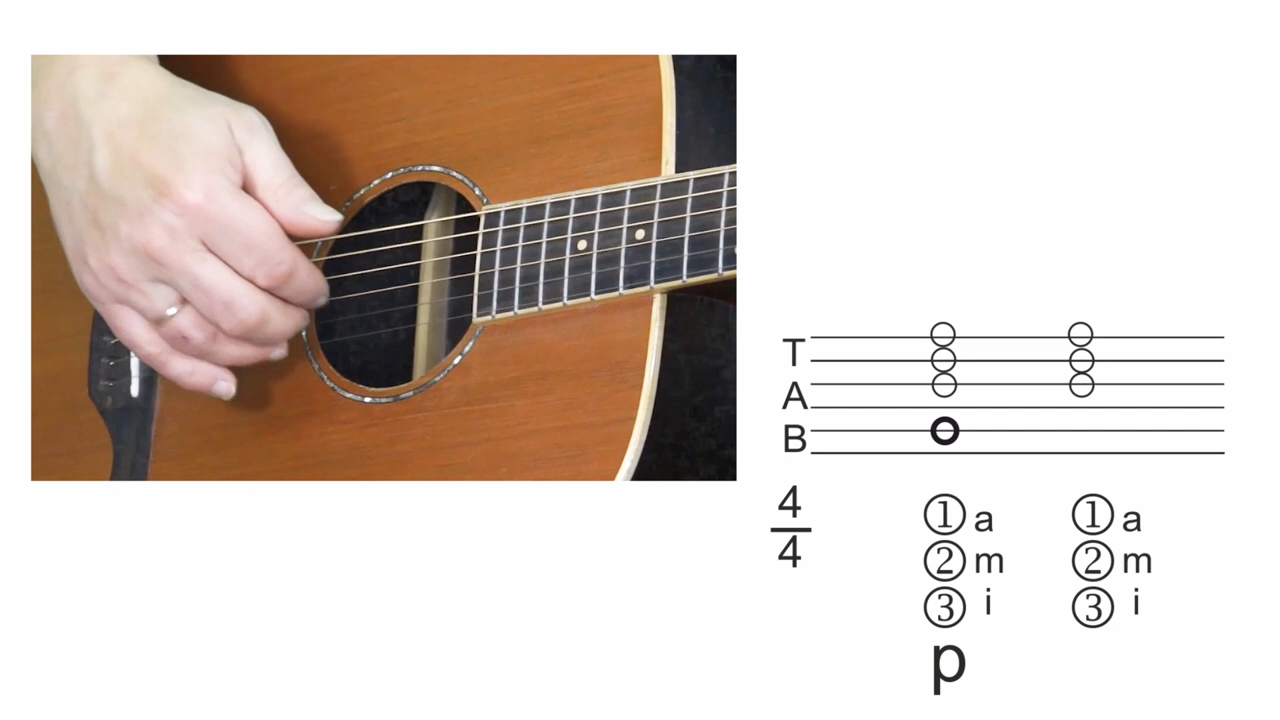 T
A
B
4
4
① a ① a
② m ② m
③ i ③ i
p